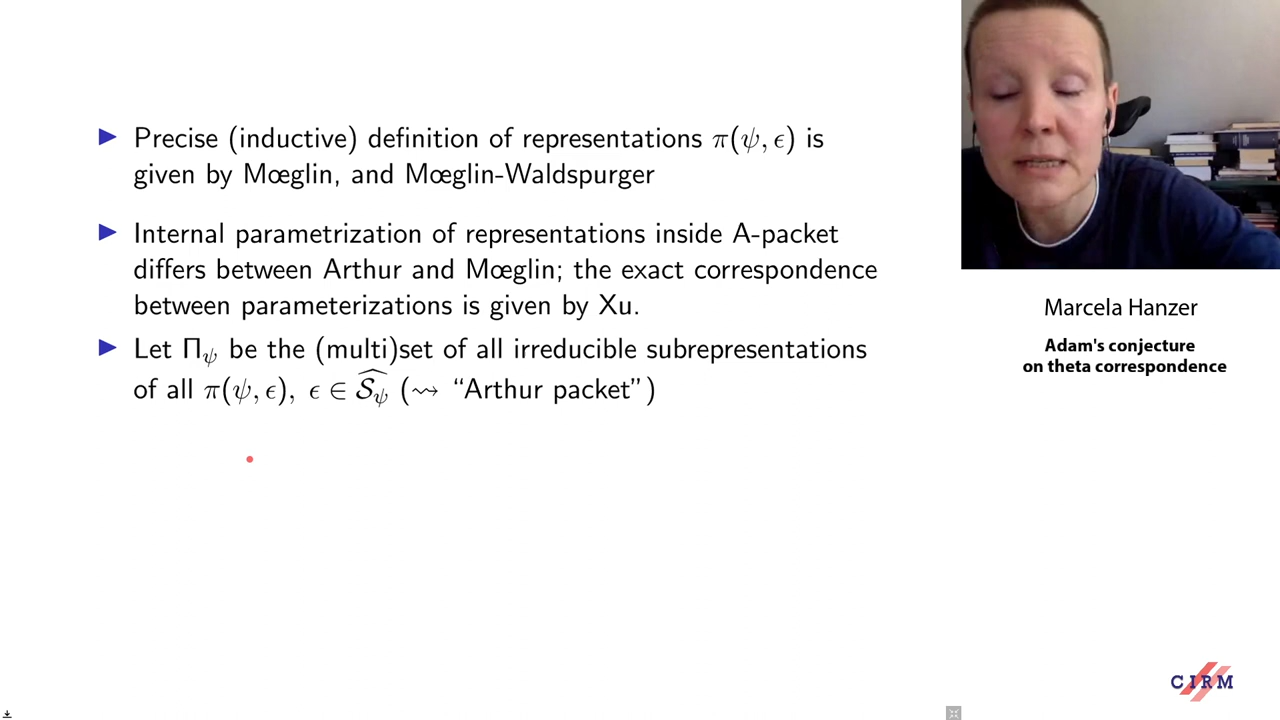 ▶ Precise (inductive) definition of representations π(ψ, ϵ) is
given by Mœglin, and Mœglin-Waldspurger
▶ Internal parametrization of representations inside A-packet
differs between Arthur and Mœglin; the exact correspondence
between parameterizations is given by Xu.
▶ Let Π_ψ be the (multi)set of all irreducible subrepresentations
of all π(ψ, ϵ), ϵ ∈ \widehat{𝒮_ψ} (⇝ “Arthur packet”)
Marcela Hanzer
Adam's conjecture
on theta correspondence
CIRM